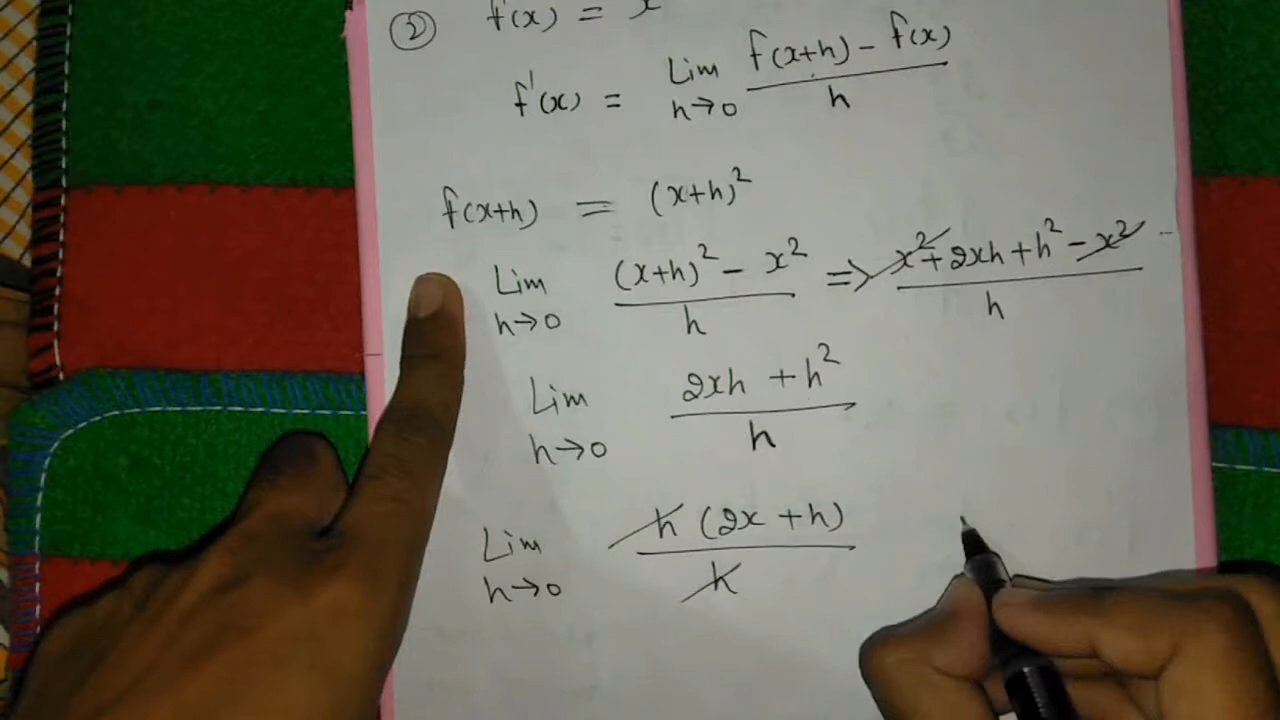 ② f(x) = x
f'(x) = Lim h→0 f(x+h) - f(x) / h
f(x+h) = (x+h)²
Lim h→0 (x+h)² - x² / h => x² + 2xh + h² - x² / h
Lim h→0 2xh + h² / h
Lim h→0 h (2x + h) / h